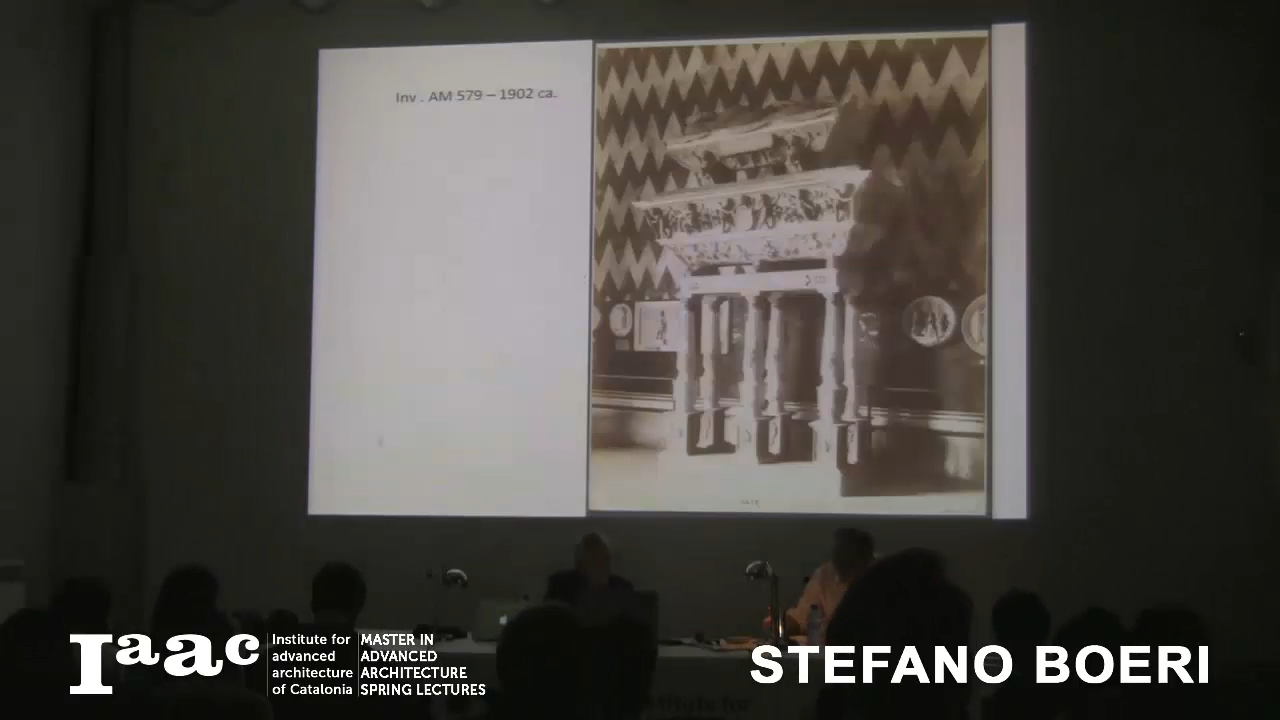 Inv . AM 579 – 1902 ca.
Iaac
Institute for
advanced
architecture
of Catalonia
MASTER IN
ADVANCED
ARCHITECTURE
SPRING LECTURES
STEFANO BOERI